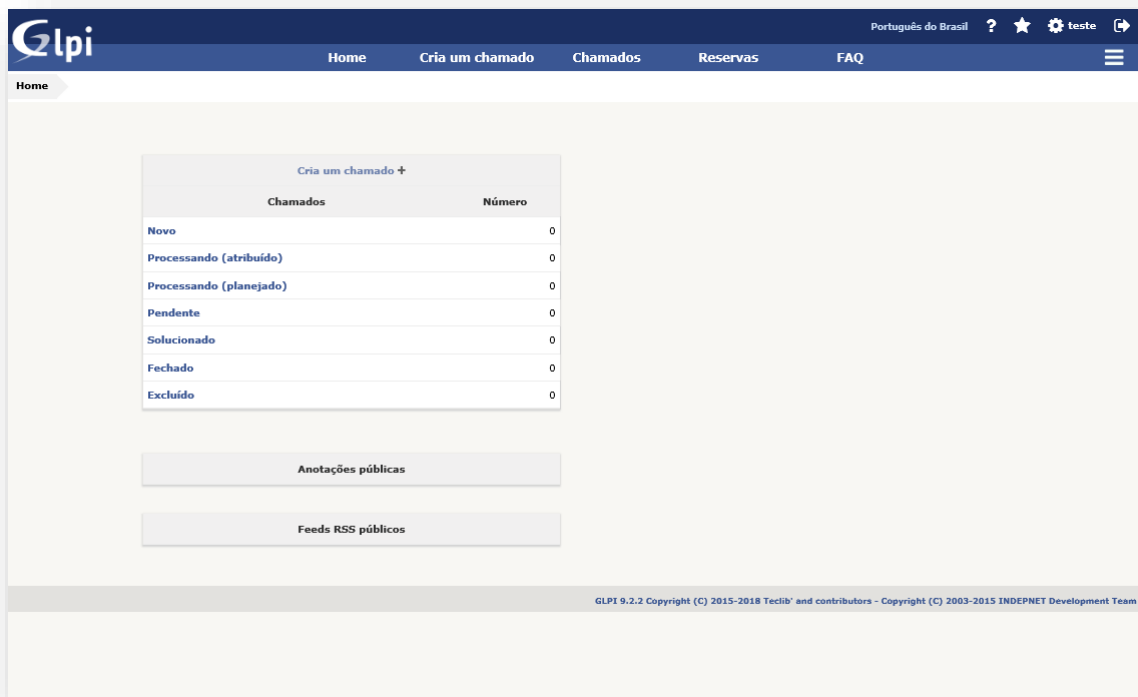 Glpi
Português do Brasil ? teste
Home Cria um chamado Chamados Reservas FAQ
Home
Cria um chamado +
Chamados Número
Novo 0
Processando (atribuído) 0
Processando (planejado) 0
Pendente 0
Solucionado 0
Fechado 0
Excluído 0
Anotações públicas
Feeds RSS públicos
GLPI 9.2.2 Copyright (C) 2015-2018 Teclib' and contributors - Copyright (C) 2003-2015 INDEPNET Development Team